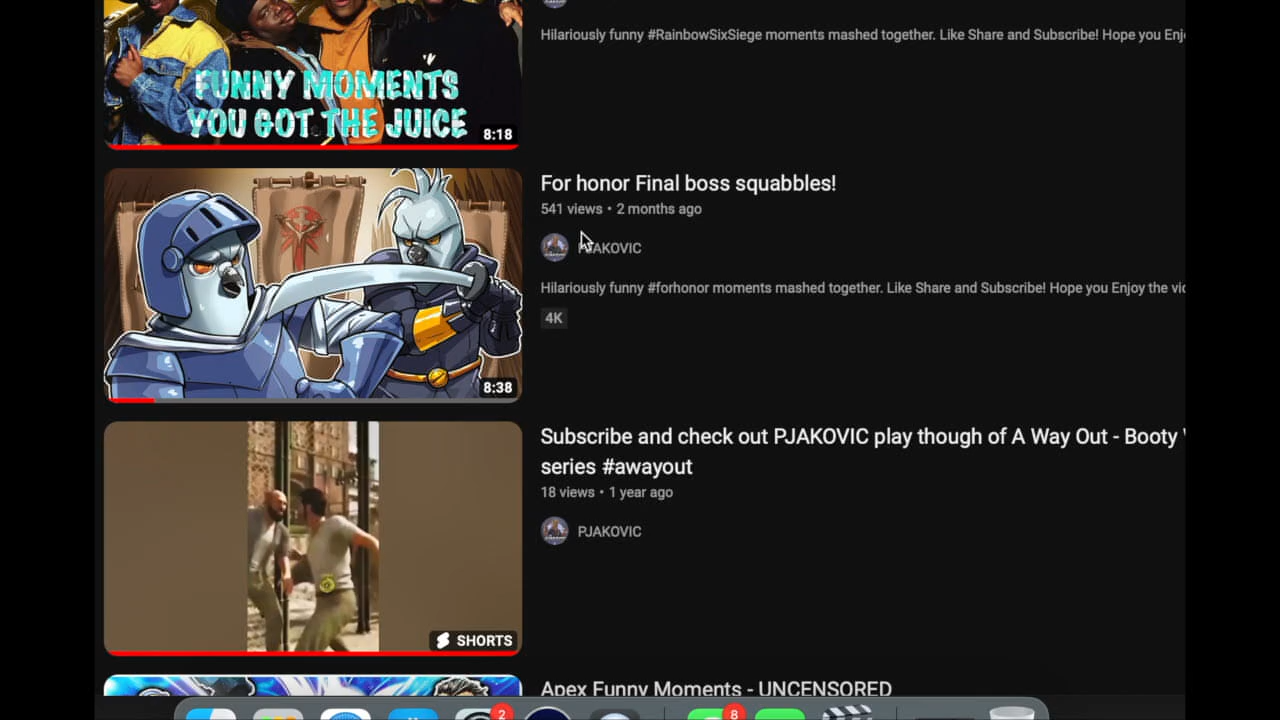 Hilariously funny #RainbowSixSiege moments mashed together. Like Share and Subscribe! Hope you Enj
FUNNY MOMENTS
YOU GOT THE JUICE
8:18
For honor Final boss squabbles!
541 views • 2 months ago
PJAKOVIC
Hilariously funny #forhonor moments mashed together. Like Share and Subscribe! Hope you Enjoy the vid
4K
8:38
Subscribe and check out PJAKOVIC play though of A Way Out - Booty
series #awayout
18 views • 1 year ago
PJAKOVIC
SHORTS
Apex Funny Moments - UNCENSORED
2
8